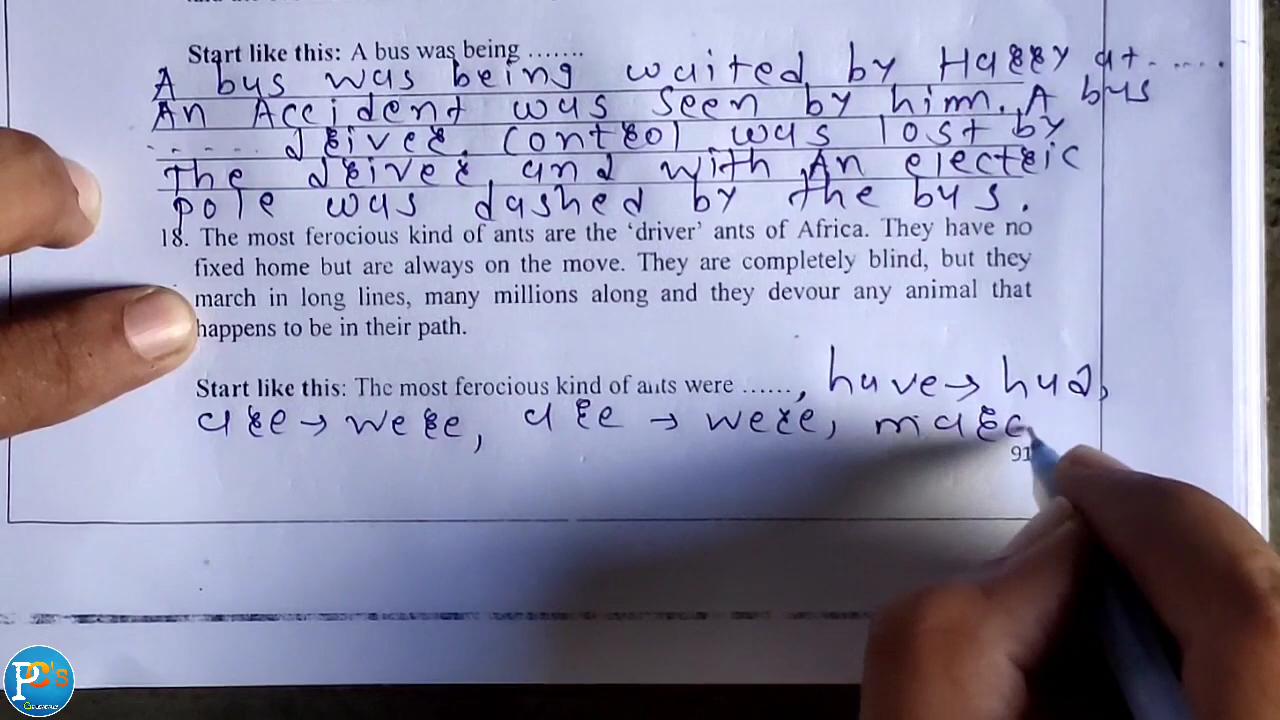 Start like this: A bus was being .......
A bus was being waited by Harry at.....
An Accident was seen by him. A bus
..... driver. Control was lost by
The driver and with An electric
pole was dashed by the bus.
18. The most ferocious kind of ants are the ‘driver’ ants of Africa. They have no
fixed home but are always on the move. They are completely blind, but they
march in long lines, many millions along and they devour any animal that
happens to be in their path.
Start like this: The most ferocious kind of ants were ......, have → had,
are → were, are → were, marc
91
PC's